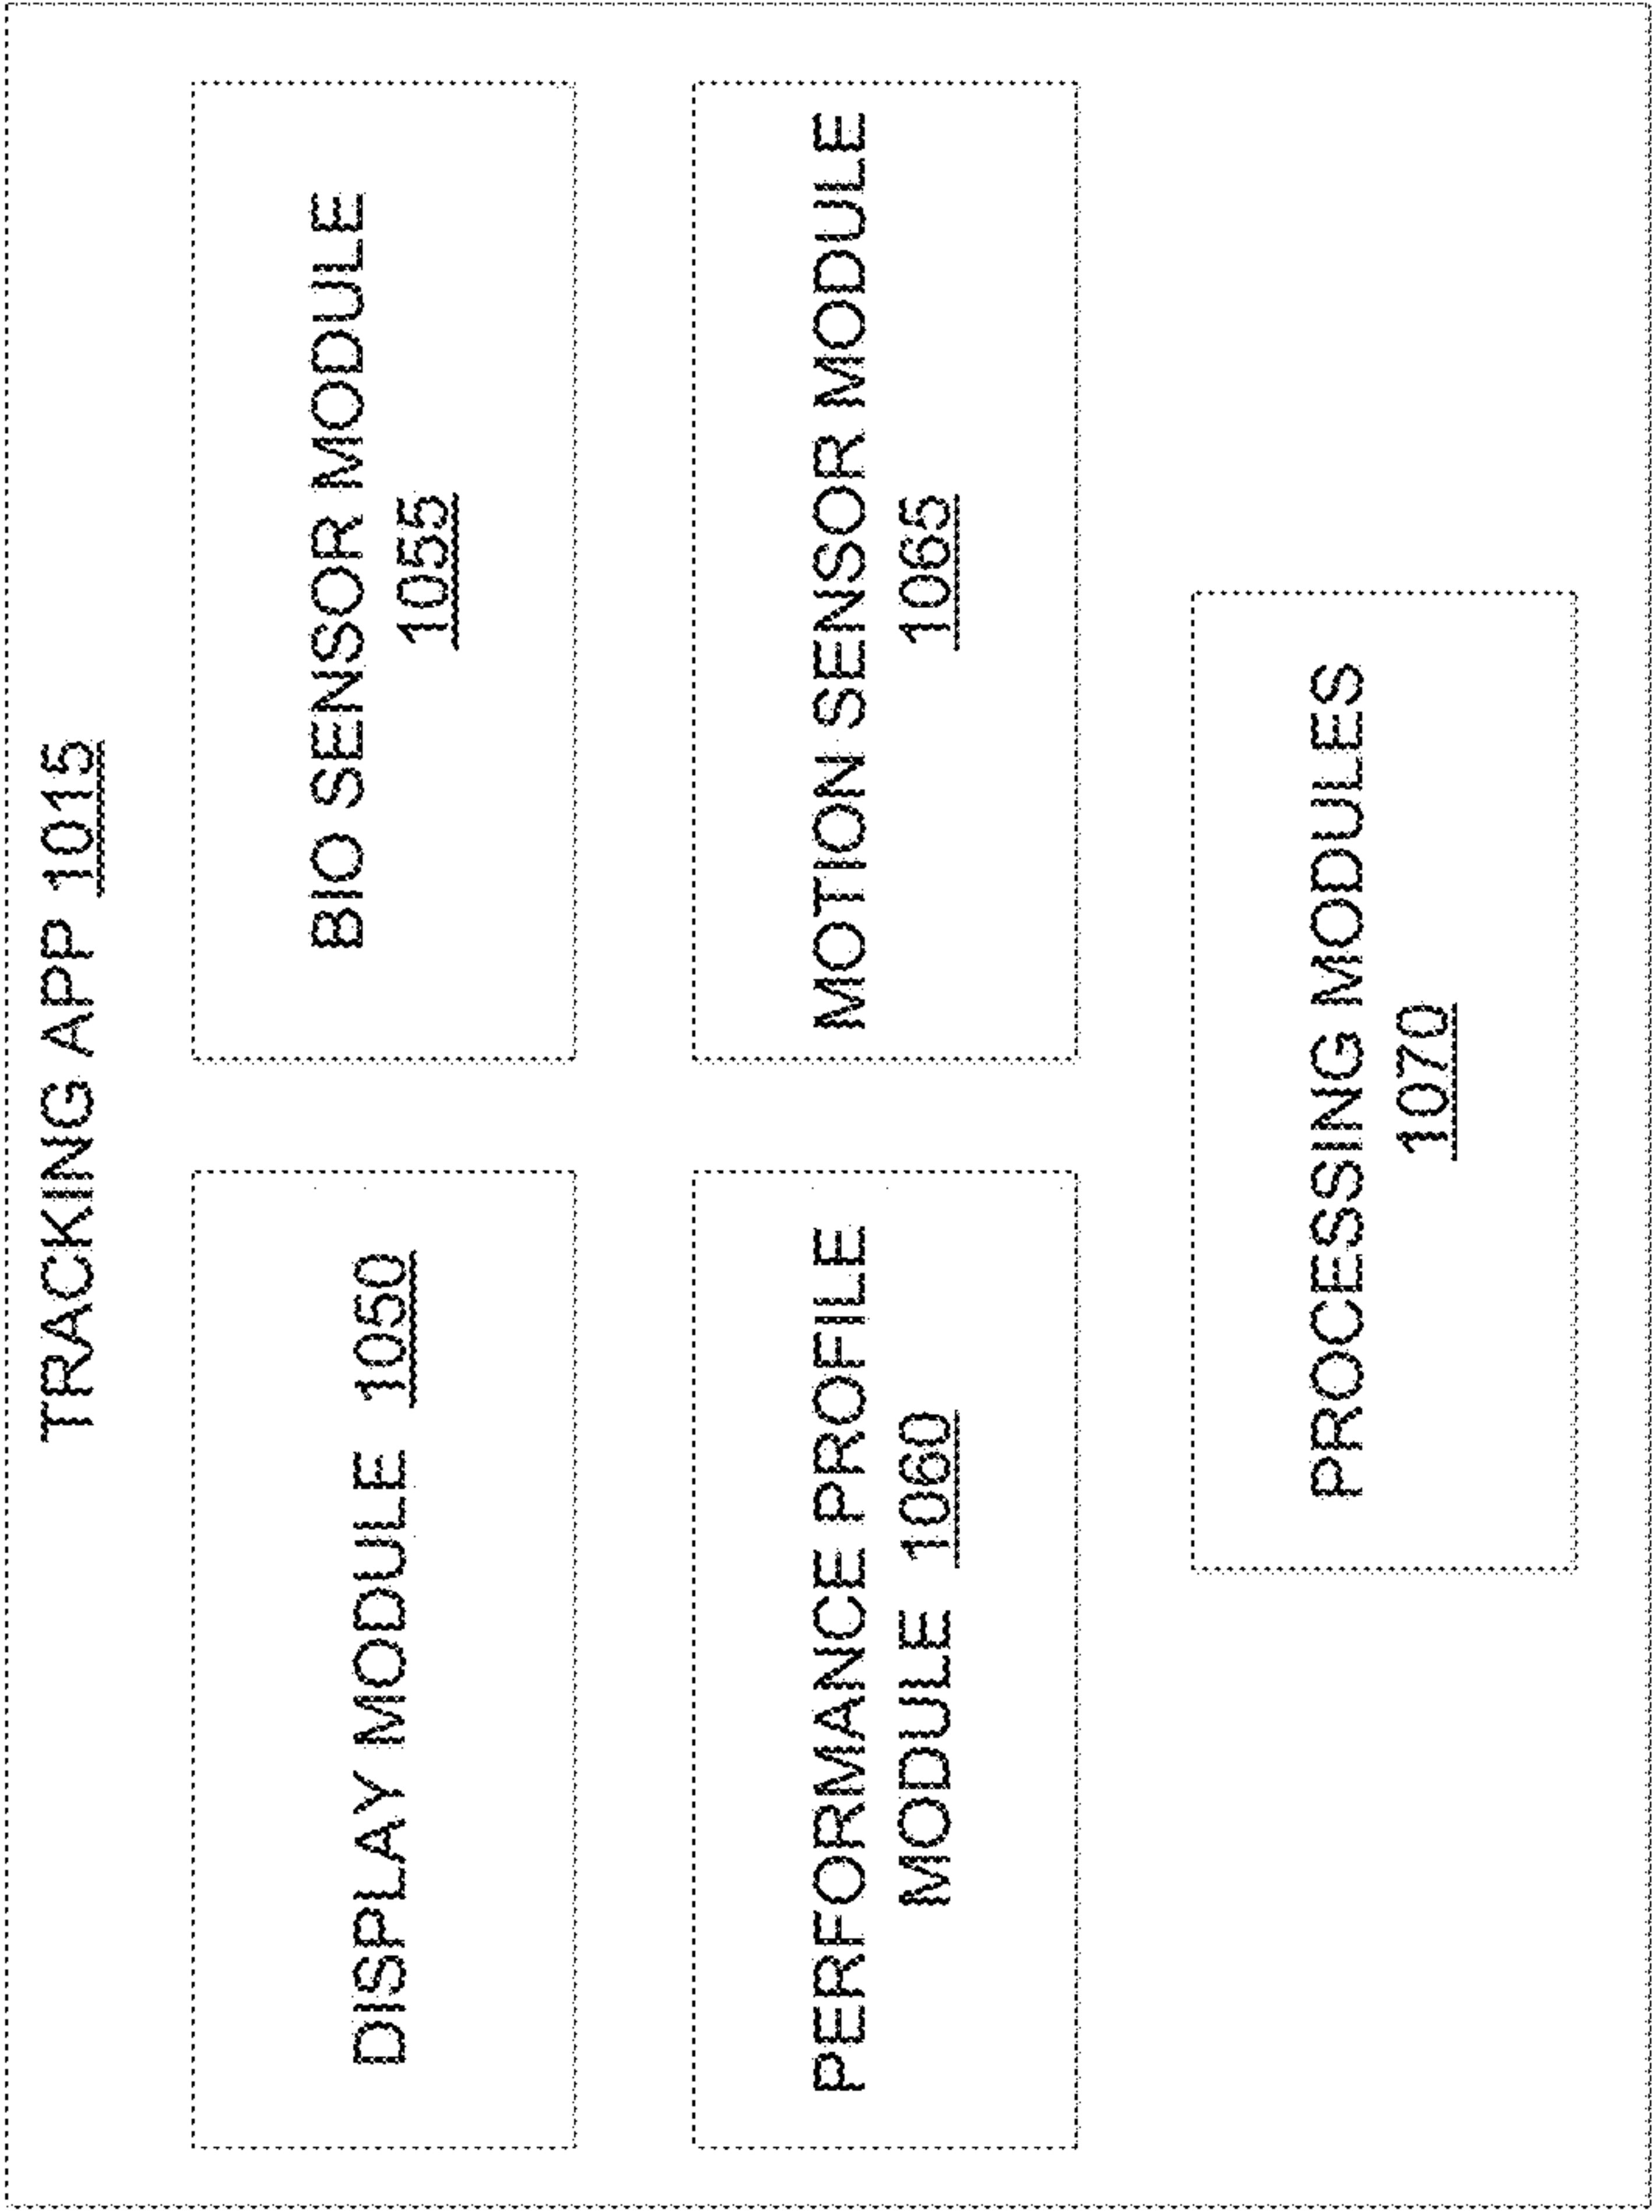 TRACKING APP 1015
DISPLAY MODULE 1050
BIO SENSOR MODULE
1055
PERFORMANCE PROFILE
MODULE 1060
MOTION SENSOR MODULE
1065
PROCESSING MODULES
1070